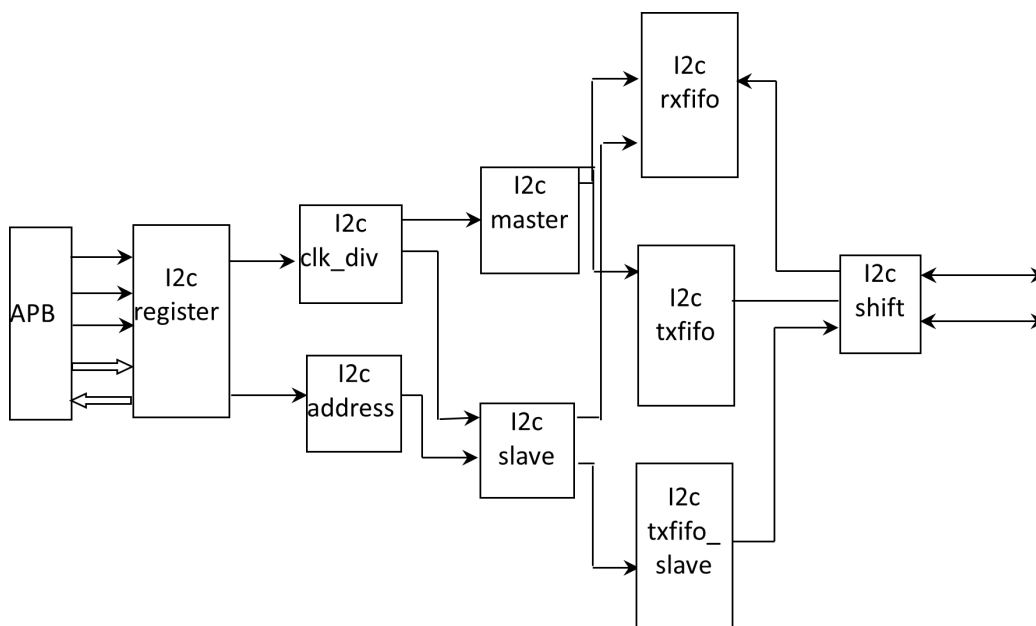 APB
I2c
register
I2c
clk_div
I2c
address
I2c
master
I2c
slave
I2c
rxfifo
I2c
txfifo
I2c
txfifo_
slave
I2c
shift